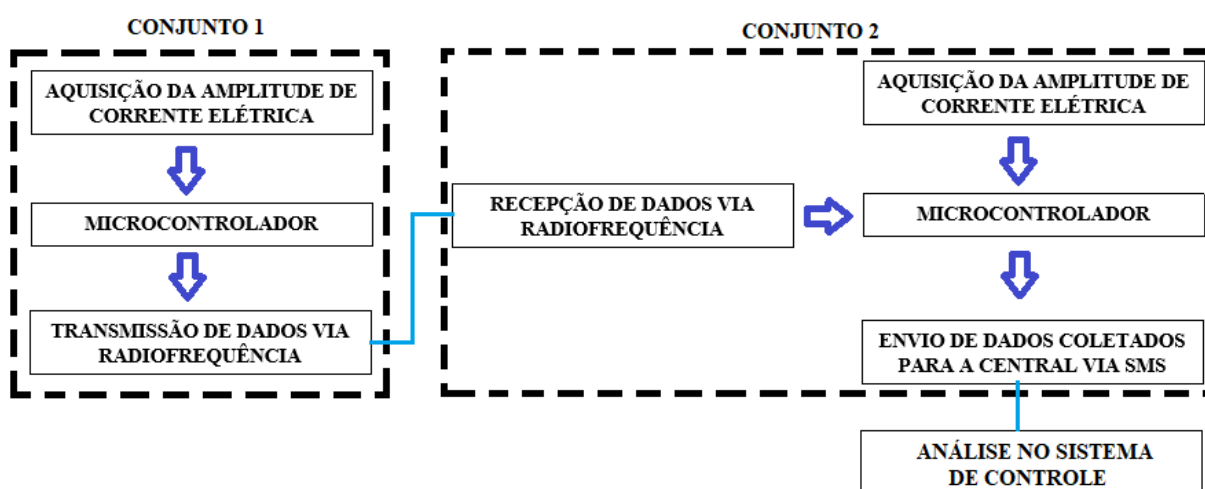 CONJUNTO 1
AQUISIÇÃO DA AMPLITUDE DE
CORRENTE ELÉTRICA
MICROCONTROLADOR
TRANSMISSÃO DE DADOS VIA
RADIOFREQUÊNCIA
CONJUNTO 2
RECEPÇÃO DE DADOS VIA
RADIOFREQUÊNCIA
AQUISIÇÃO DA AMPLITUDE DE
CORRENTE ELÉTRICA
MICROCONTROLADOR
ENVIO DE DADOS COLETADOS
PARA A CENTRAL VIA SMS
ANÁLISE NO SISTEMA
DE CONTROLE